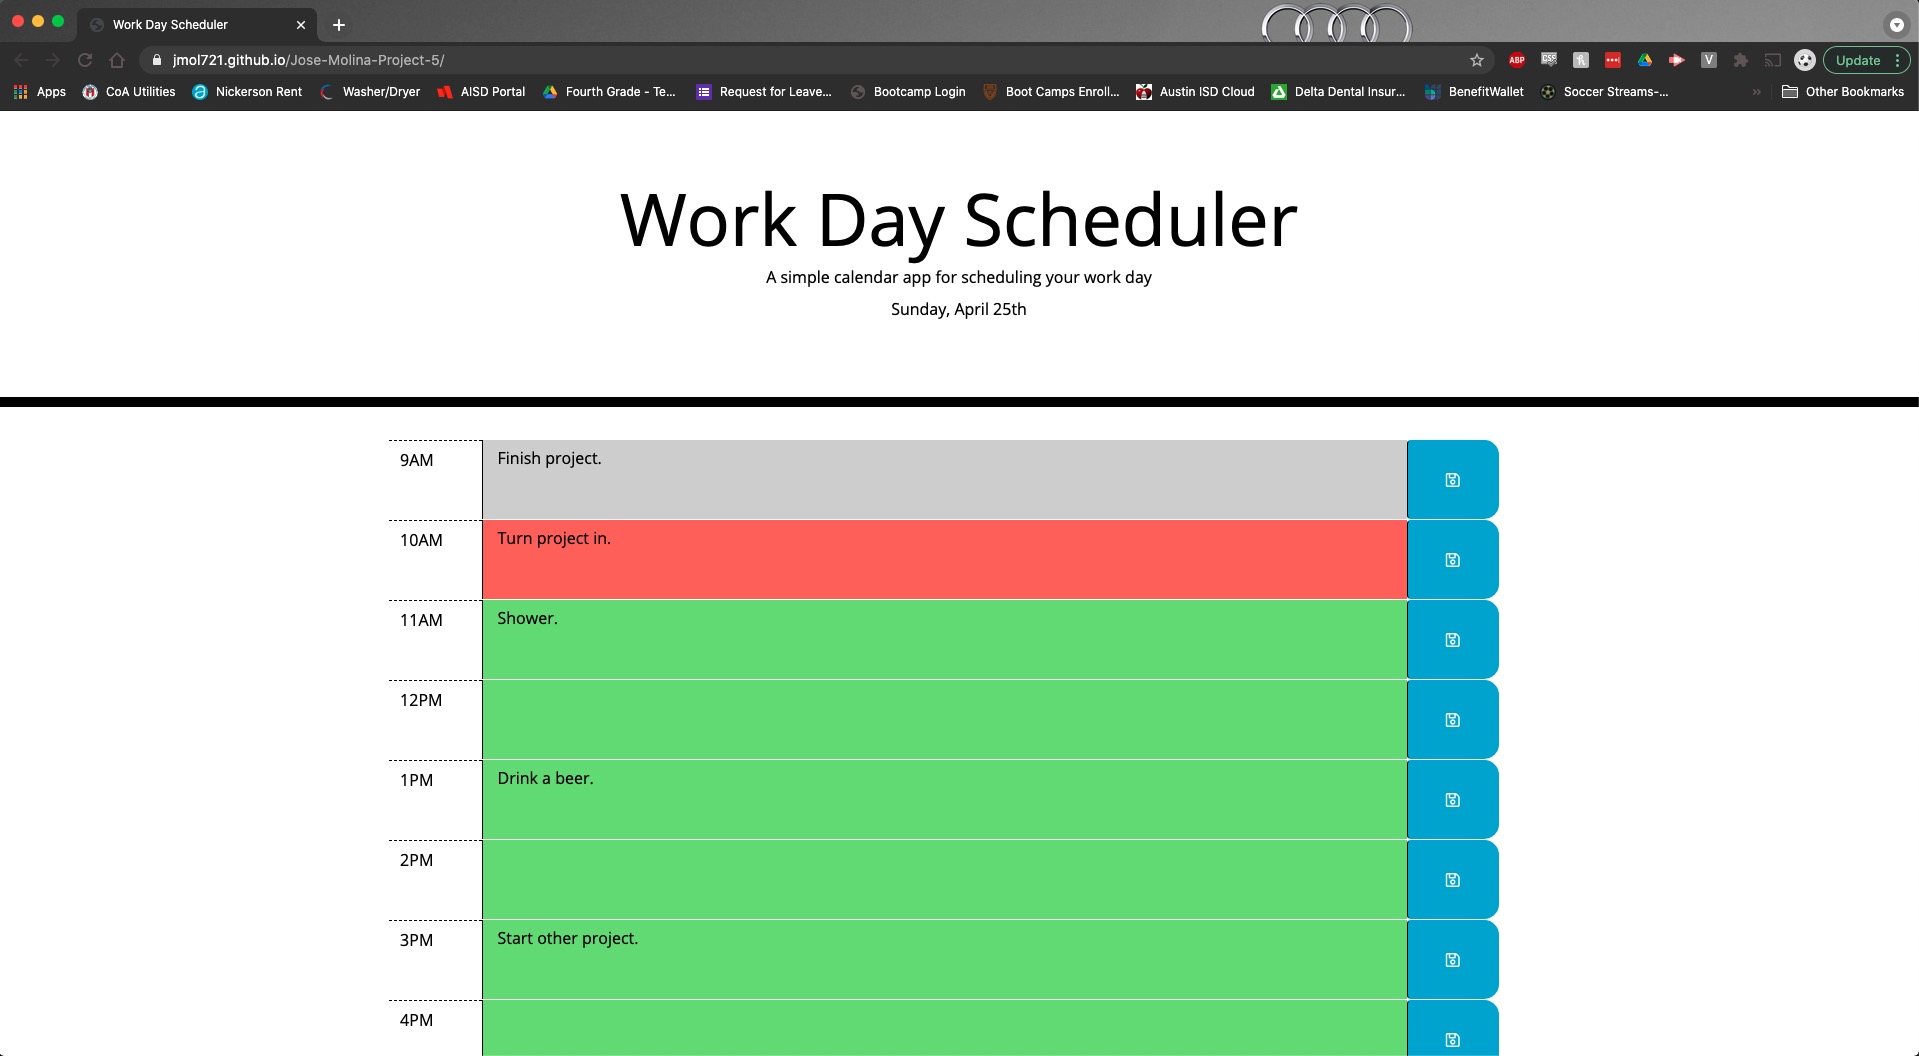 Work Day Scheduler
jmol721.github.io/Jose-Molina-Project-5/
ABP
GSF
V
Update
Apps
CoA Utilities
Nickerson Rent
Washer/Dryer
AISD Portal
Fourth Grade - Te...
Request for Leave...
Bootcamp Login
Boot Camps Enroll...
Austin ISD Cloud
Delta Dental Insur...
BenefitWallet
Soccer Streams-...
»
Other Bookmarks
Work Day Scheduler
A simple calendar app for scheduling your work day
Sunday, April 25th
9AM Finish project.
10AM Turn project in.
11AM Shower.
12PM
1PM Drink a beer.
2PM
3PM Start other project.
4PM